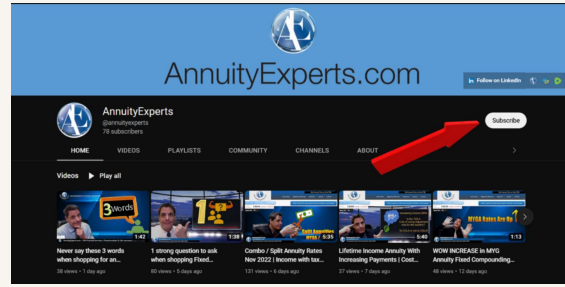 AE
AnnuityExperts.com
Follow on LinkedIn
AE
AnnuityExperts
@annuityexperts
78 subscribers
Subscribe
HOME VIDEOS PLAYLISTS COMMUNITY CHANNELS ABOUT
Videos Play all
3Words
1
MYGA Rates Are Up
1:42 1:38 5:35 5:40 1:13
Never say these 3 words when shopping for an...
1 strong question to ask when shopping Fixed...
Combo / Split Annuity Rates Nov 2022 | Income with tax...
Lifetime Income Annuity With Increasing Payments | Cost...
WOW INCREASE in MYG Annuity Fixed Compounding...
38 views • 1 day ago
80 views • 5 days ago
131 views • 6 days ago
37 views • 7 days ago
48 views • 12 days ago